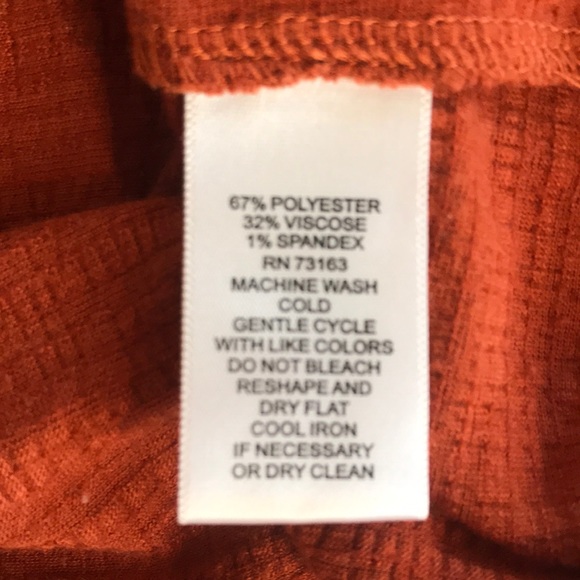 67% POLYESTER
32% VISCOSE
1% SPANDEX
RN 73163
MACHINE WASH
COLD
GENTLE CYCLE
WITH LIKE COLORS
DO NOT BLEACH
RESHAPE AND
DRY FLAT
COOL IRON
IF NECESSARY
OR DRY CLEAN